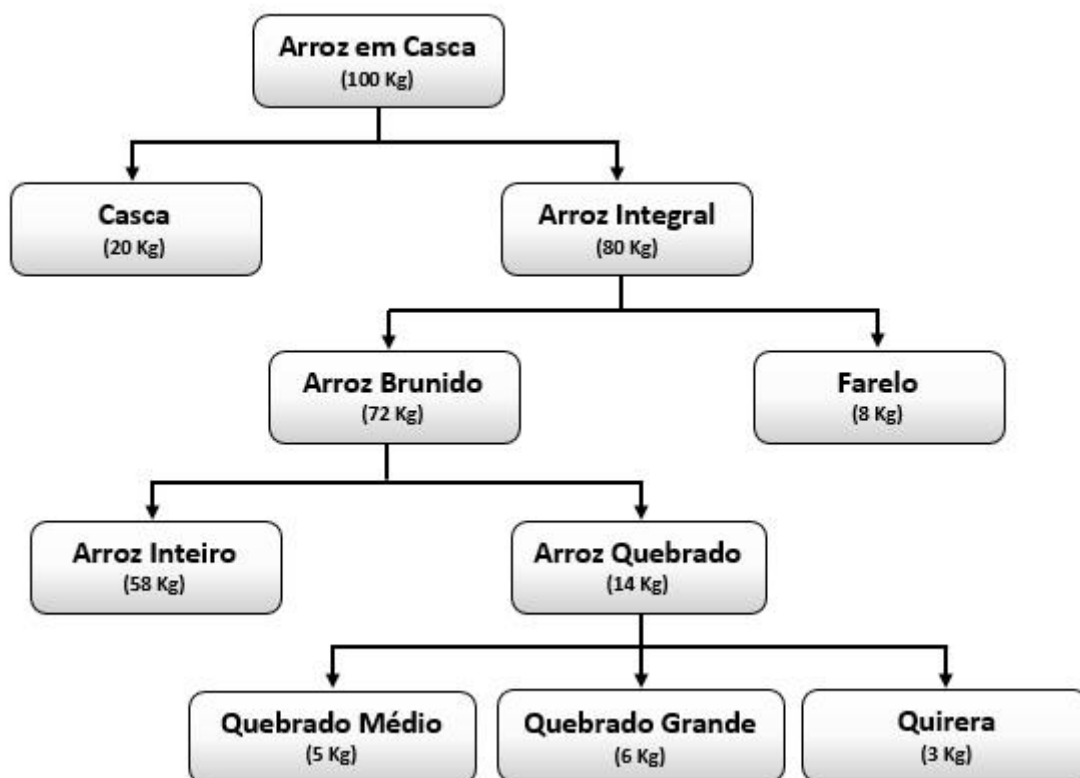 Arroz em Casca
(100 Kg)
Casca
(20 Kg)
Arroz Integral
(80 Kg)
Arroz Brunido
(72 Kg)
Farelo
(8 Kg)
Arroz Inteiro
(58 Kg)
Arroz Quebrado
(14 Kg)
Quebrado Médio
(5 Kg)
Quebrado Grande
(6 Kg)
Quirera
(3 Kg)